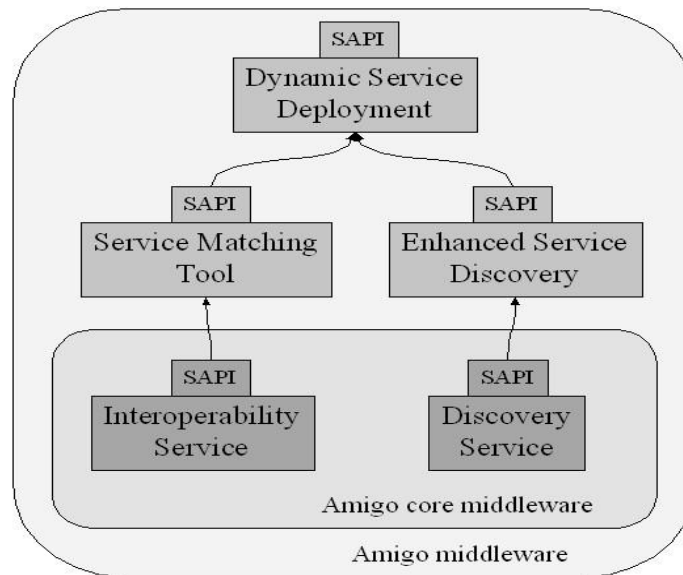 SAPI
Dynamic Service
Deployment
SAPI
Service Matching
Tool
SAPI
Enhanced Service
Discovery
SAPI
Interoperability
Service
SAPI
Discovery
Service
Amigo core middleware
Amigo middleware